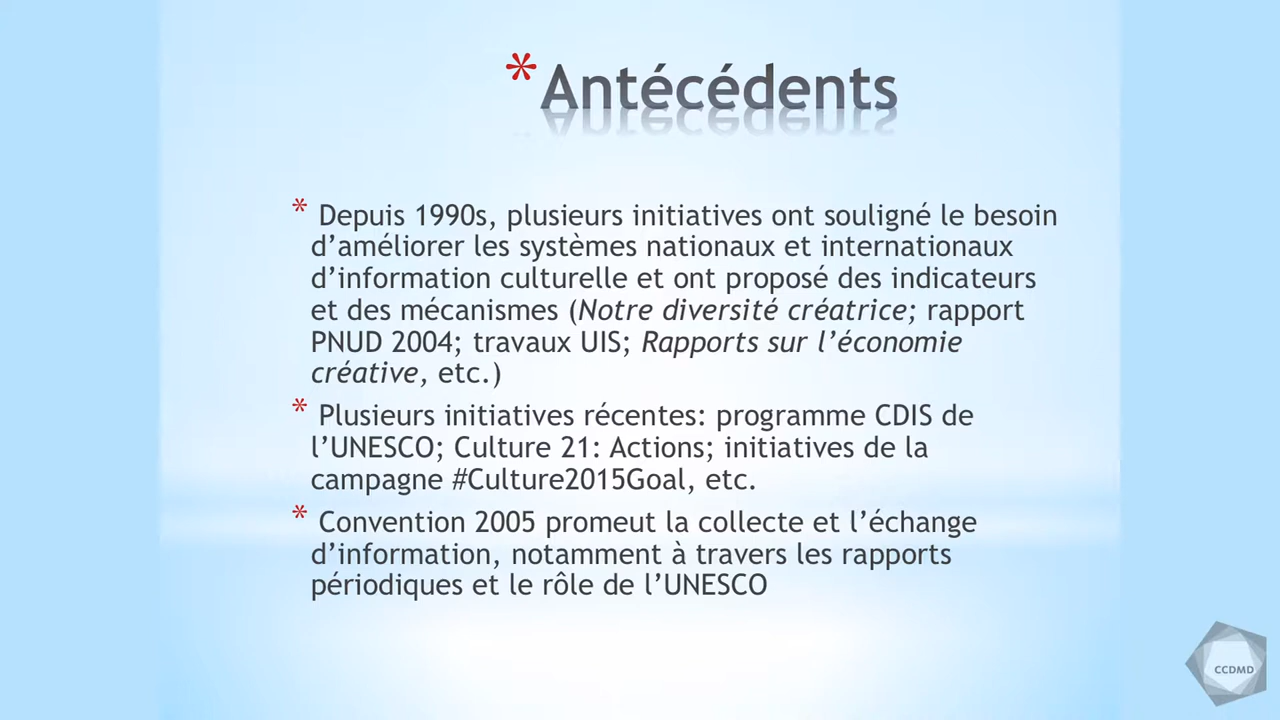 * Antécédents
* Depuis 1990s, plusieurs initiatives ont souligné le besoin
d’améliorer les systèmes nationaux et internationaux
d’information culturelle et ont proposé des indicateurs
et des mécanismes (Notre diversité créatrice; rapport
PNUD 2004; travaux UIS; Rapports sur l’économie
créative, etc.)
* Plusieurs initiatives récentes: programme CDIS de
l’UNESCO; Culture 21: Actions; initiatives de la
campagne #Culture2015Goal, etc.
* Convention 2005 promeut la collecte et l’échange
d’information, notamment à travers les rapports
périodiques et le rôle de l’UNESCO
CCDMD